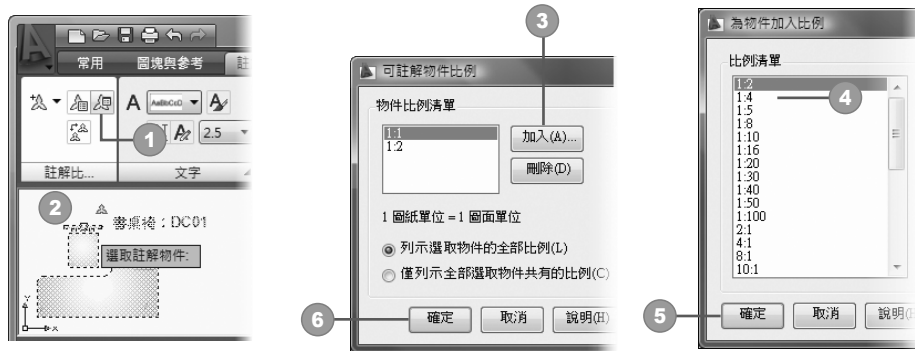 常用
圖塊與參考
註
A
AaBbCcD
A
2.5
註解比...
文字
1
2
書桌椅：DC01
選取註解物件:
Y
X
3
可註解物件比例
物件比例清單
1:1
1:2
加入(A)...
刪除(D)
1 圖紙單位 = 1 圖面單位
列示選取物件的全部比例(L)
僅列示全部選取物件共有的比例(C)
6
確定
取消
說明(H)
為物件加入比例
比例清單
1:2
1:4
4
1:5
1:8
1:10
1:16
1:20
1:30
1:40
1:50
1:100
2:1
4:1
8:1
10:1
5
確定
取消
說明(